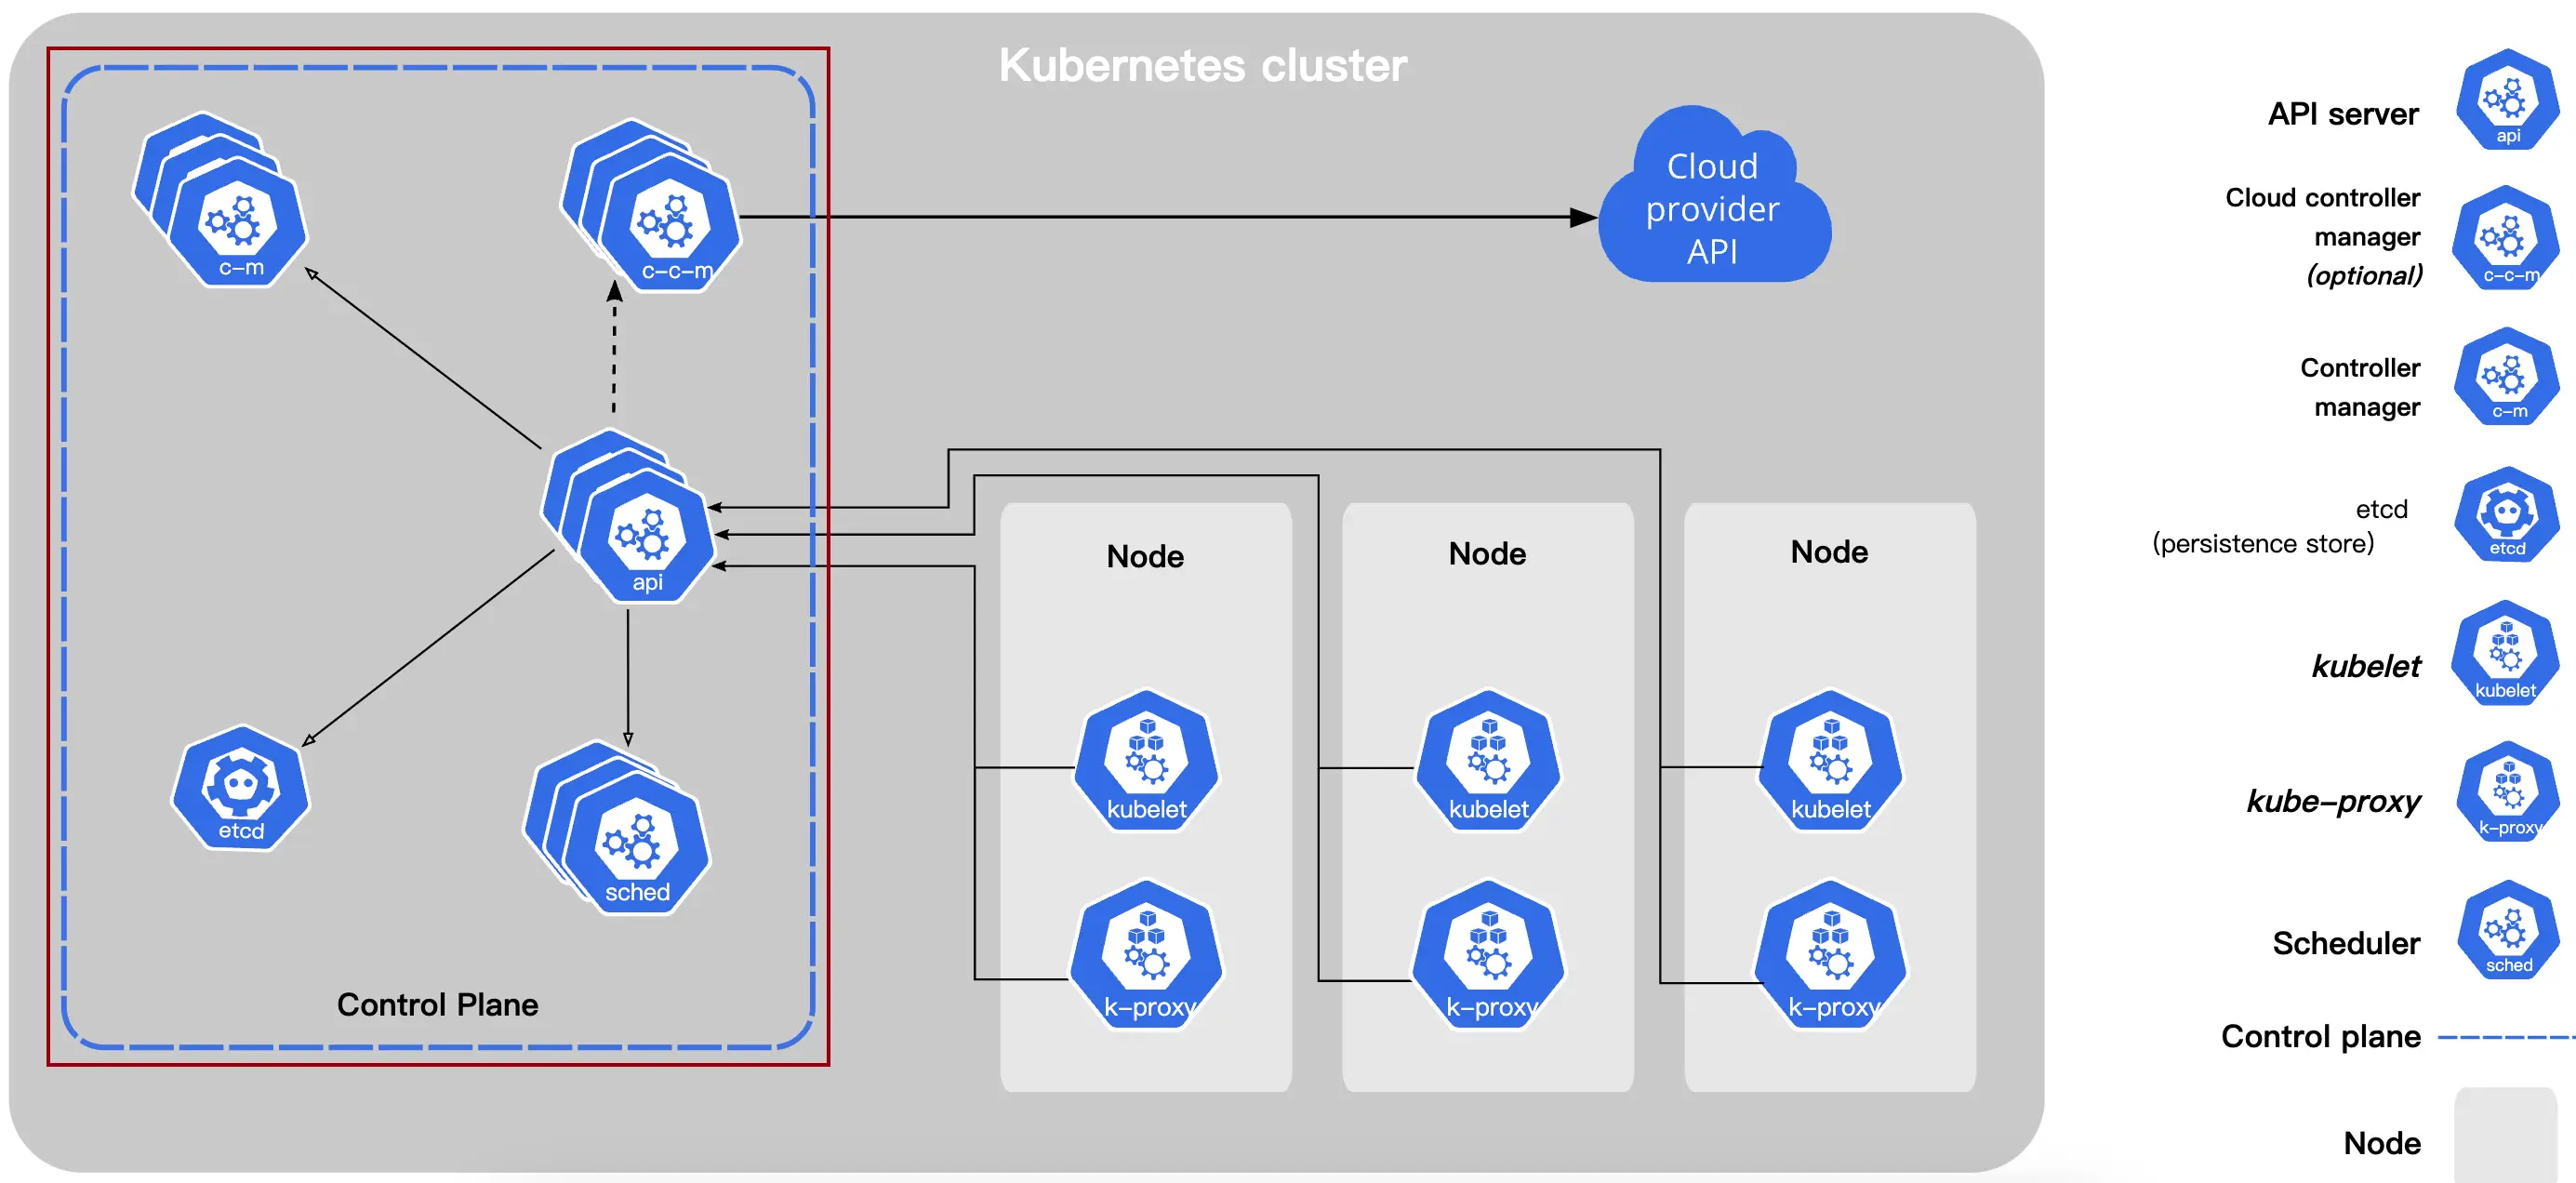 Kubernetes cluster
c-m
c-c-m
Cloud
provider
API
api
etcd
sched
Control Plane
Node
kubelet
k-proxy
Node
kubelet
k-proxy
Node
kubelet
k-proxy
API server
api
Cloud controller
manager
(optional)
c-c-m
Controller
manager
c-m
etcd
(persistence store)
etcd
kubelet
kubelet
kube-proxy
k-proxy
Scheduler
sched
Control plane
Node